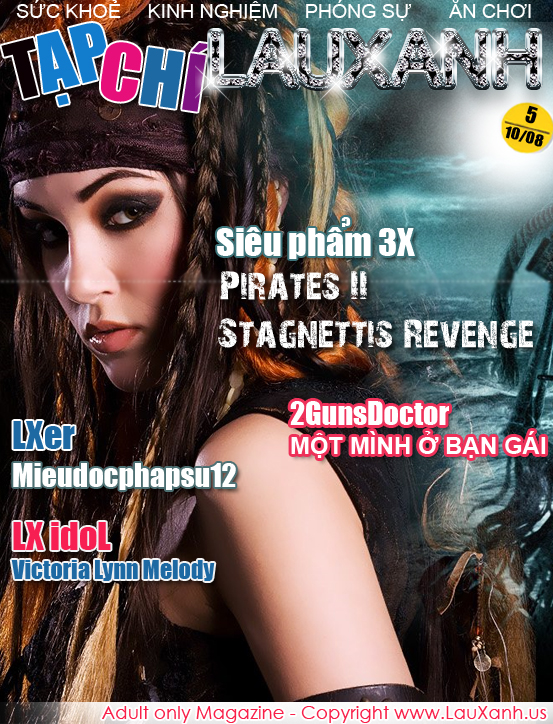 SỨC KHOẺ KINH NGHIỆM PHÓNG SỰ ĂN CHƠI
TẠP CHÍ LAUXANH
5
10/08
Siêu phẩm 3X
PIRATES II
STAGNETTIS REVENGE
2GunsDoctor
MỘT MÌNH Ở BẠN GÁI
LXer
Mieudocphapsu12
LX idoL
Victoria Lynn Melody
Adult only Magazine - Copyright www.LauXanh.us